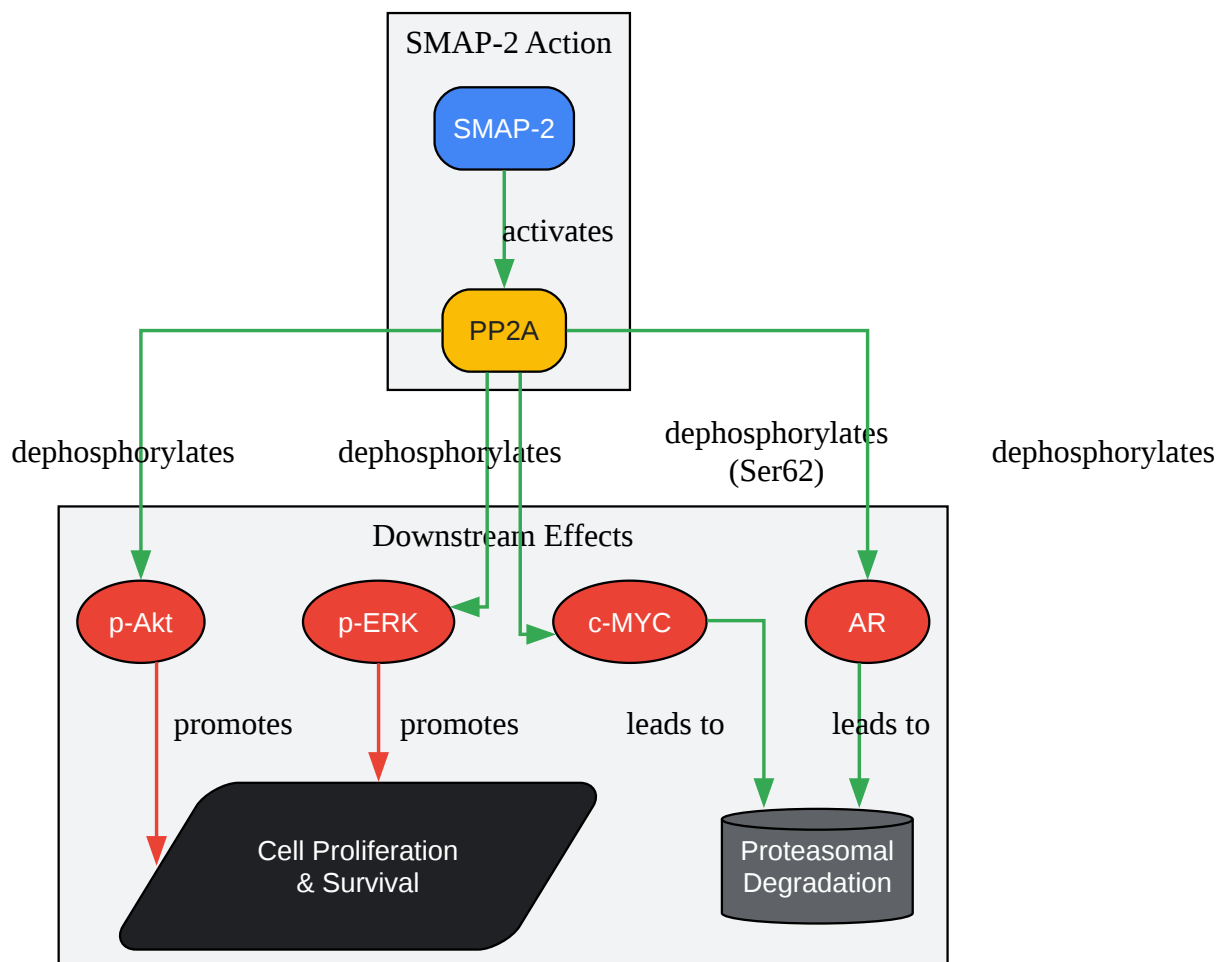 SMAP-2 Action
SMAP-2
activates
PP2A
dephosphorylates
dephosphorylates
dephosphorylates
(Ser62)
dephosphorylates
Downstream Effects
p-Akt
p-ERK
c-MYC
AR
promotes
promotes
leads to
leads to
Cell Proliferation
& Survival
Proteasomal
Degradation